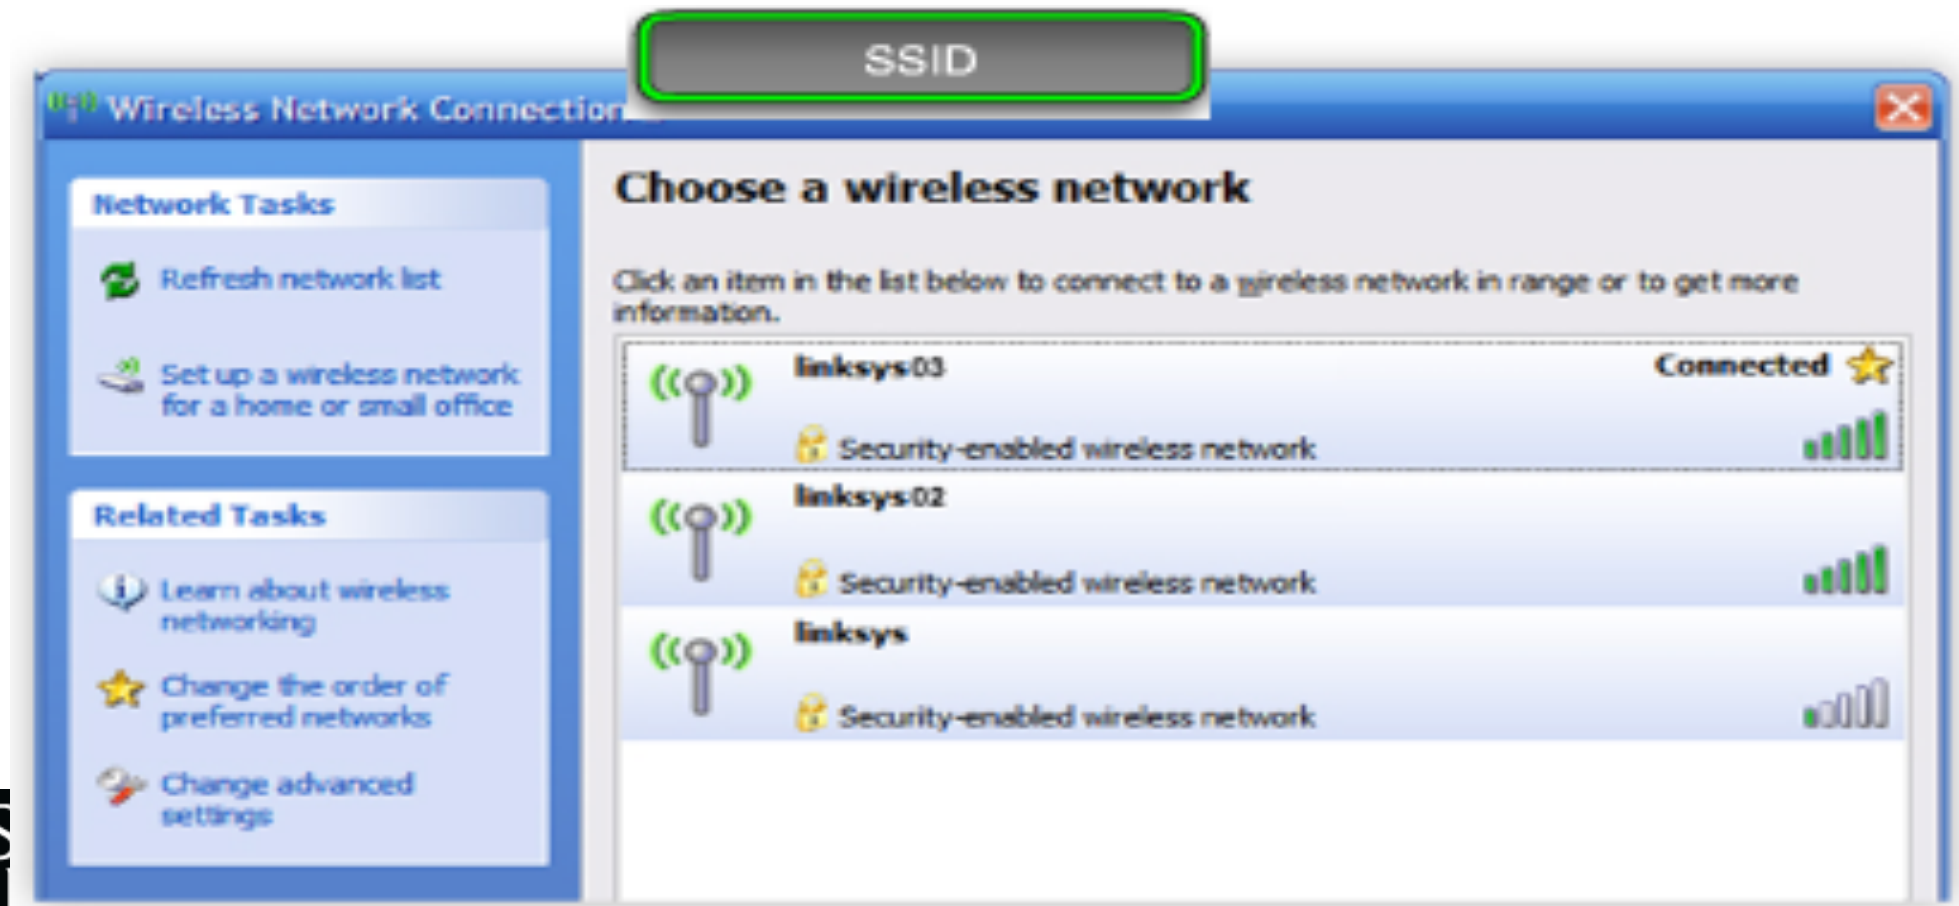 SSID
Wireless Network Connection
Network Tasks
Refresh network list
Set up a wireless network
for a home or small office
Related Tasks
Learn about wireless
networking
Change the order of
preferred networks
Change advanced
settings
Choose a wireless network
Click an item in the list below to connect to a wireless network in range or to get more
information.
linksys03
Connected
Security-enabled wireless network
linksys02
Security-enabled wireless network
linksys
Security-enabled wireless network